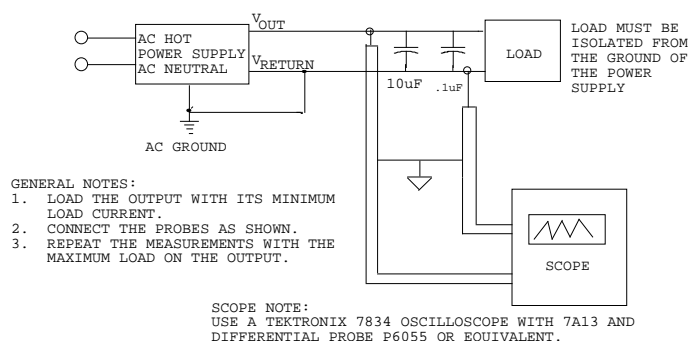 V OUT
AC HOT
POWER SUPPLY
AC NEUTRAL
V RETURN
LOAD
LOAD MUST BE
ISOLATED FROM
THE GROUND OF
THE POWER
SUPPLY
10uF
.1uF
AC GROUND
GENERAL NOTES:
1. LOAD THE OUTPUT WITH ITS MINIMUM
LOAD CURRENT.
2. CONNECT THE PROBES AS SHOWN.
3. REPEAT THE MEASUREMENTS WITH THE
MAXIMUM LOAD ON THE OUTPUT.
SCOPE
SCOPE NOTE:
USE A TEKTRONIX 7834 OSCILLOSCOPE WITH 7A13 AND
DIFFERENTIAL PROBE P6055 OR EQUIVALENT.